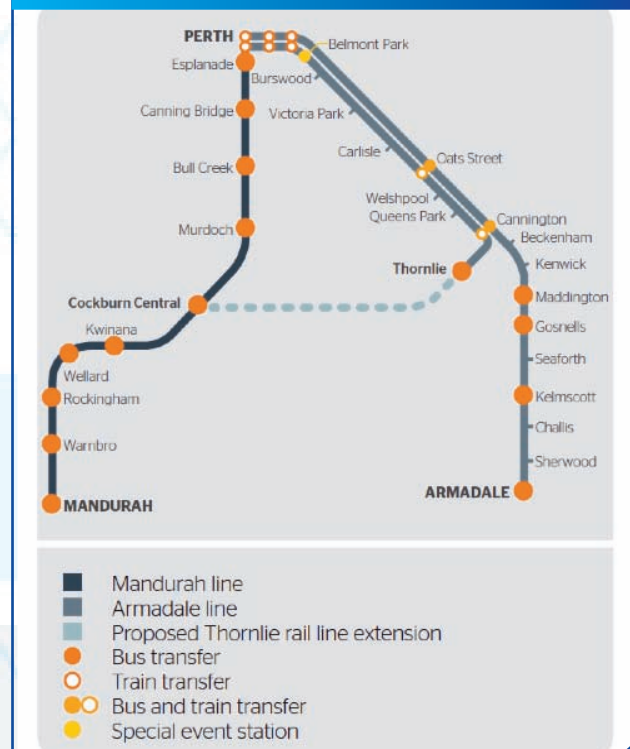 PERTH
Belmont Park
Esplanade
Burswood
Canning Bridge
Victoria Park
Carlisle
Oats Street
Bull Creek
Welshpool
Queens Park
Cannington
Murdoch
Beckenham
Thornlie
Kenwick
Cockburn Central
Maddington
Kwinana
Gosnells
Wellard
Seaforth
Rockingham
Kelmscott
Challis
Warnbro
Sherwood
ARMADALE
MANDURAH
Mandurah line
Armadale line
Proposed Thornlie rail line extension
Bus transfer
Train transfer
Bus and train transfer
Special event station